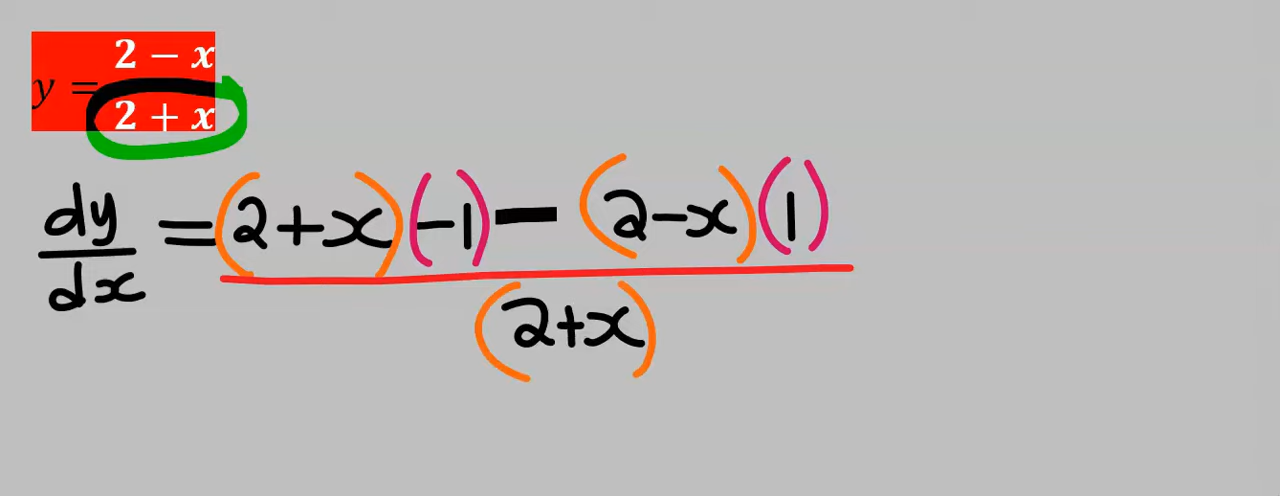 y = (2 − x)/(2 + x)
dy/dx = ((2+x)(−1) − (2−x)(1))/((2+x))